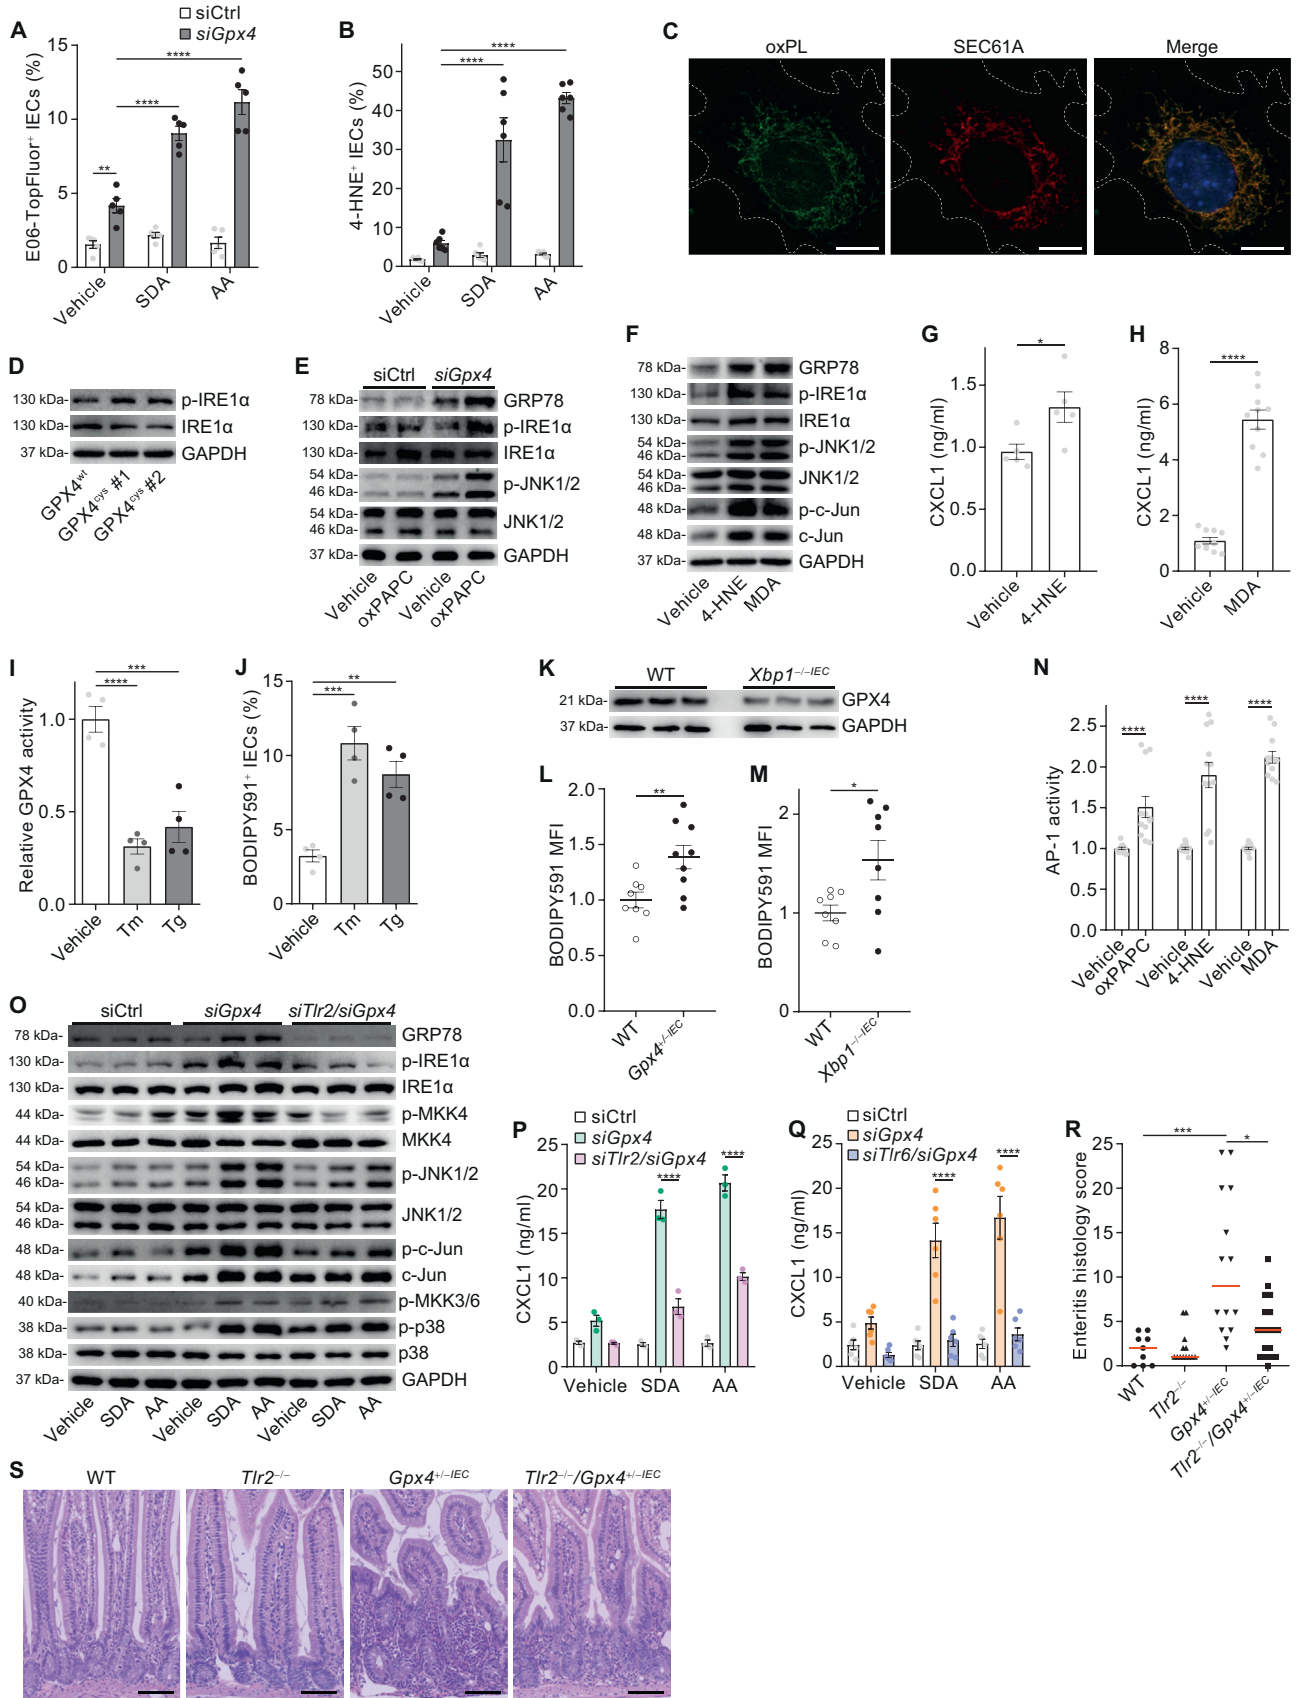 A
siCtrl
siGpx4
E06-TopFluor⁺ IECs (%)
15
10
5
0
**
****
****
Vehicle
SDA
AA
B
4-HNE⁺ IECs (%)
50
40
30
20
10
0
****
****
Vehicle
SDA
AA
C
oxPL
SEC61A
Merge
D
130 kDa-
p-IRE1α
130 kDa-
IRE1α
37 kDa-
GAPDH
GPX4ʷᵗ
GPX4ᶜʸˢ #1
GPX4ᶜʸˢ #2
E
siCtrl
siGpx4
78 kDa-
GRP78
130 kDa-
p-IRE1α
130 kDa-
IRE1α
54 kDa-
46 kDa-
p-JNK1/2
54 kDa-
46 kDa-
JNK1/2
37 kDa-
GAPDH
Vehicle
oxPAPC
Vehicle
oxPAPC
F
78 kDa-
GRP78
130 kDa-
p-IRE1α
130 kDa-
IRE1α
54 kDa-
46 kDa-
p-JNK1/2
54 kDa-
46 kDa-
JNK1/2
48 kDa-
p-c-Jun
48 kDa-
c-Jun
37 kDa-
GAPDH
Vehicle
4-HNE
MDA
G
CXCL1 (ng/ml)
1.5
1.0
0.5
0.0
*
Vehicle
4-HNE
H
CXCL1 (ng/ml)
8
6
4
2
0
****
Vehicle
MDA
I
Relative GPX4 activity
1.0
0.5
0.0
***
****
Vehicle
Tm
Tg
J
BODIPY591⁺ IECs (%)
15
10
5
0
**
***
Vehicle
Tm
Tg
K
WT
Xbp1⁻/⁻ᴵᴱᶜ
21 kDa-
GPX4
37 kDa-
GAPDH
L
BODIPY591 MFI
2.0
1.5
1.0
0.5
0.0
**
WT
Gpx4⁺/⁻ᴵᴱᶜ
M
BODIPY591 MFI
2
1
0
*
WT
Xbp1⁻/⁻ᴵᴱᶜ
N
AP-1 activity
2.5
2.0
1.5
1.0
0.5
0.0
****
****
****
Vehicle
oxPAPC
Vehicle
4-HNE
Vehicle
MDA
O
siCtrl
siGpx4
siTlr2/siGpx4
78 kDa-
GRP78
130 kDa-
p-IRE1α
130 kDa-
IRE1α
44 kDa-
p-MKK4
44 kDa-
MKK4
54 kDa-
46 kDa-
p-JNK1/2
54 kDa-
46 kDa-
JNK1/2
48 kDa-
p-c-Jun
48 kDa-
c-Jun
40 kDa-
p-MKK3/6
38 kDa-
p-p38
38 kDa-
p38
37 kDa-
GAPDH
Vehicle
SDA
AA
Vehicle
SDA
AA
Vehicle
SDA
AA
P
siCtrl
siGpx4
siTlr2/siGpx4
CXCL1 (ng/ml)
25
20
15
10
5
0
****
****
Vehicle
SDA
AA
Q
siCtrl
siGpx4
siTlr6/siGpx4
CXCL1 (ng/ml)
25
20
15
10
5
0
****
****
Vehicle
SDA
AA
R
Enteritis histology score
25
20
15
10
5
0
***
*
WT
Tlr2⁻/⁻
Gpx4⁺/⁻ᴵᴱᶜ
Tlr2⁻/⁻/Gpx4⁺/⁻ᴵᴱᶜ
S
WT
Tlr2⁻/⁻
Gpx4⁺/⁻ᴵᴱᶜ
Tlr2⁻/⁻/Gpx4⁺/⁻ᴵᴱᶜ